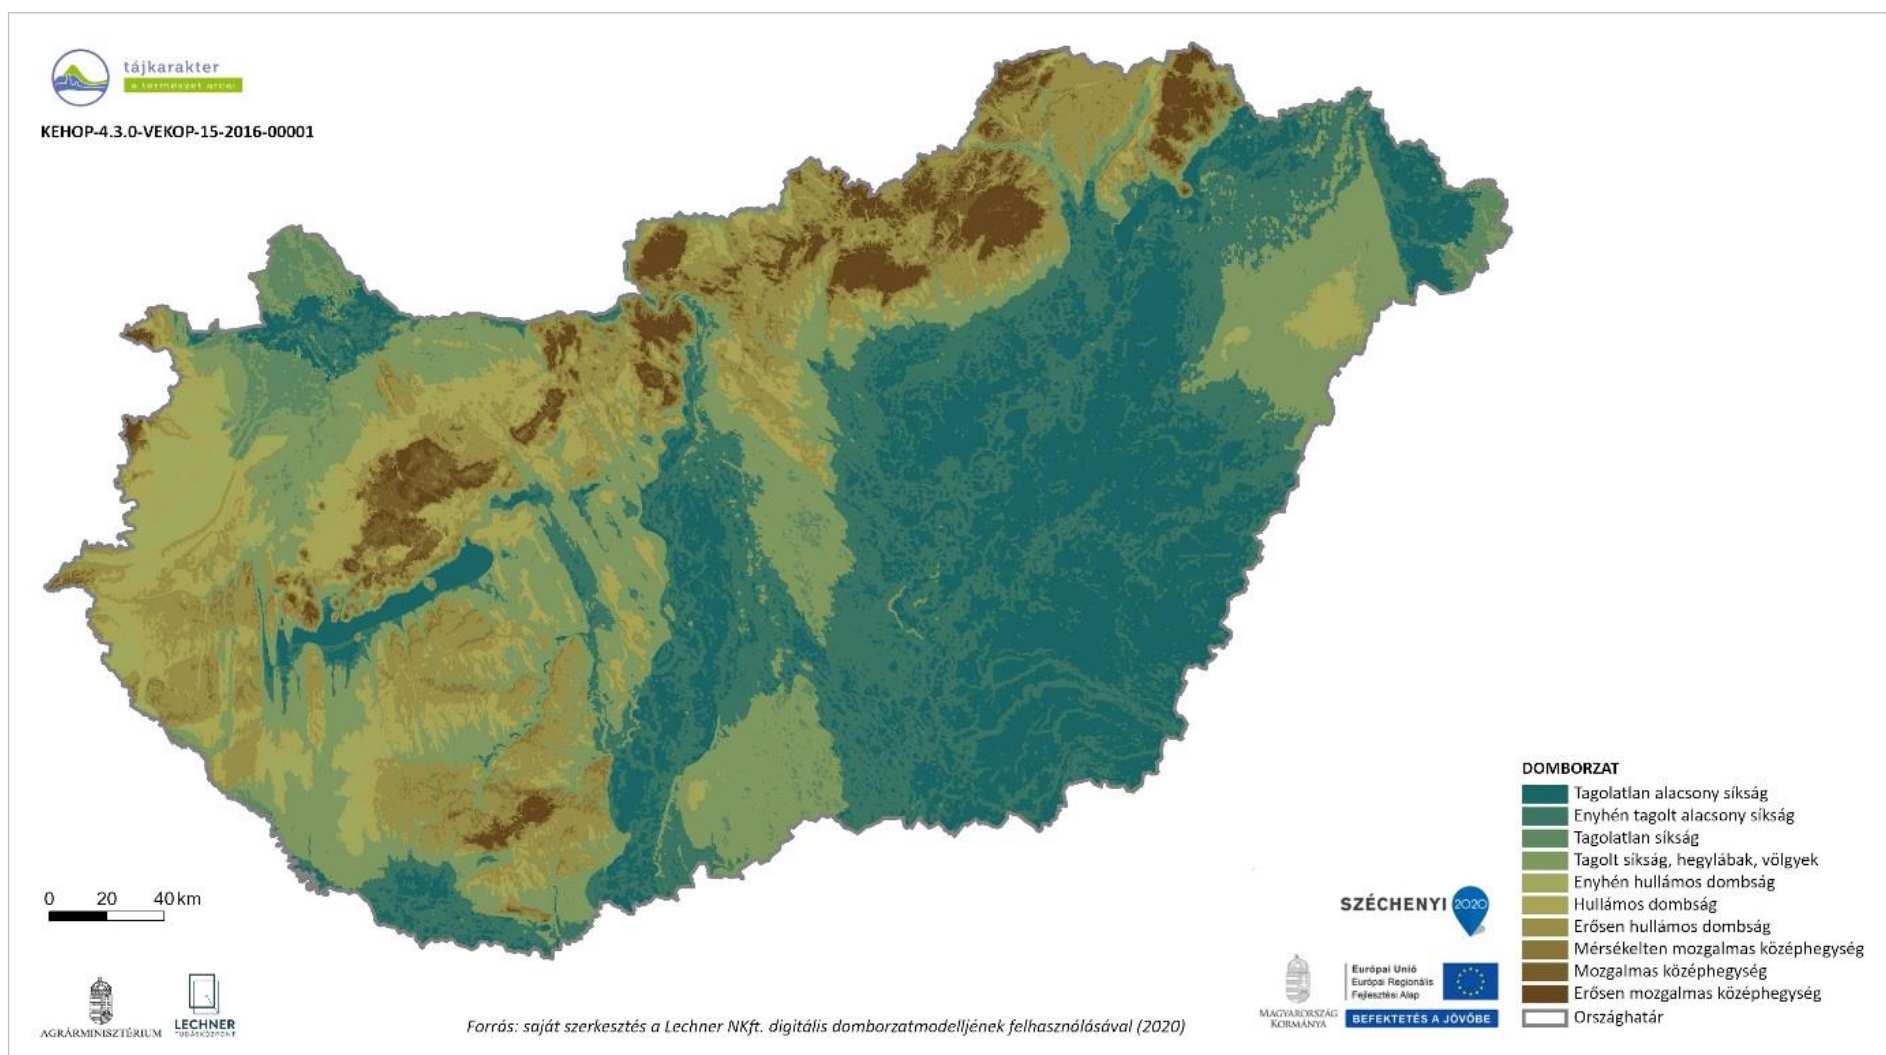 tájkarakter
a természet arcai
KEHOP-4.3.0-VEKOP-15-2016-00001
DOMBORZAT
Tagolatlan alacsony síkság
Enyhén tagolt alacsony síkság
Tagolatlan síkság
Tagolt síkság, hegylábak, völgyek
Enyhén hullámos dombság
Hullámos dombság
Erősen hullámos dombság
Mérsékelten mozgalmas középhegység
Mozgalmas középhegység
Erősen mozgalmas középhegység
Országhatár
0 20 40 km
SZÉCHENYI 2020
Európai Unió
Európai Regionális
Fejlesztési Alap
MAGYARORSZÁG
KORMÁNYA
BEFEKTETÉS A JÖVŐBE
AGRÁRMINISZTÉRIUM
LECHNER
TUDÁSKÖZPONT
Forrás: saját szerkesztés a Lechner NKft. digitális domborzatmodelljének felhasználásával (2020)